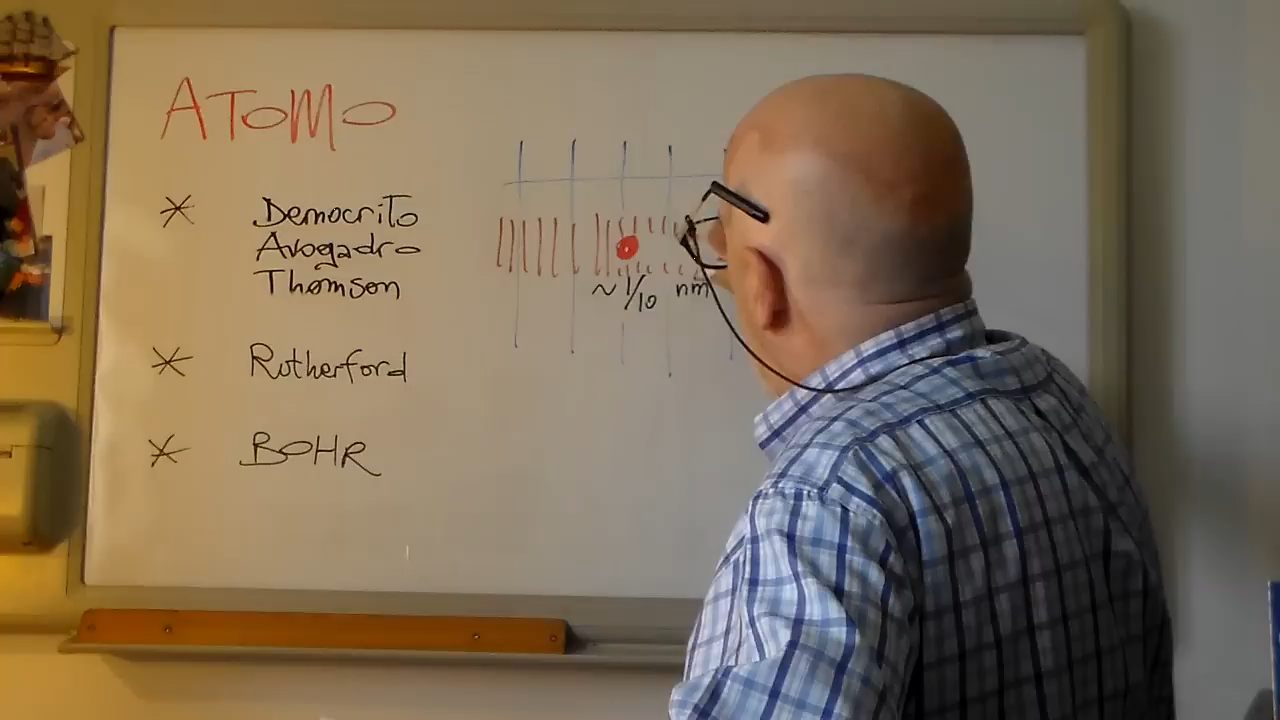 ATOMO
* Democrito
Avogadro
Thomson
~ 1/10 nm
* Rutherford
* BOHR